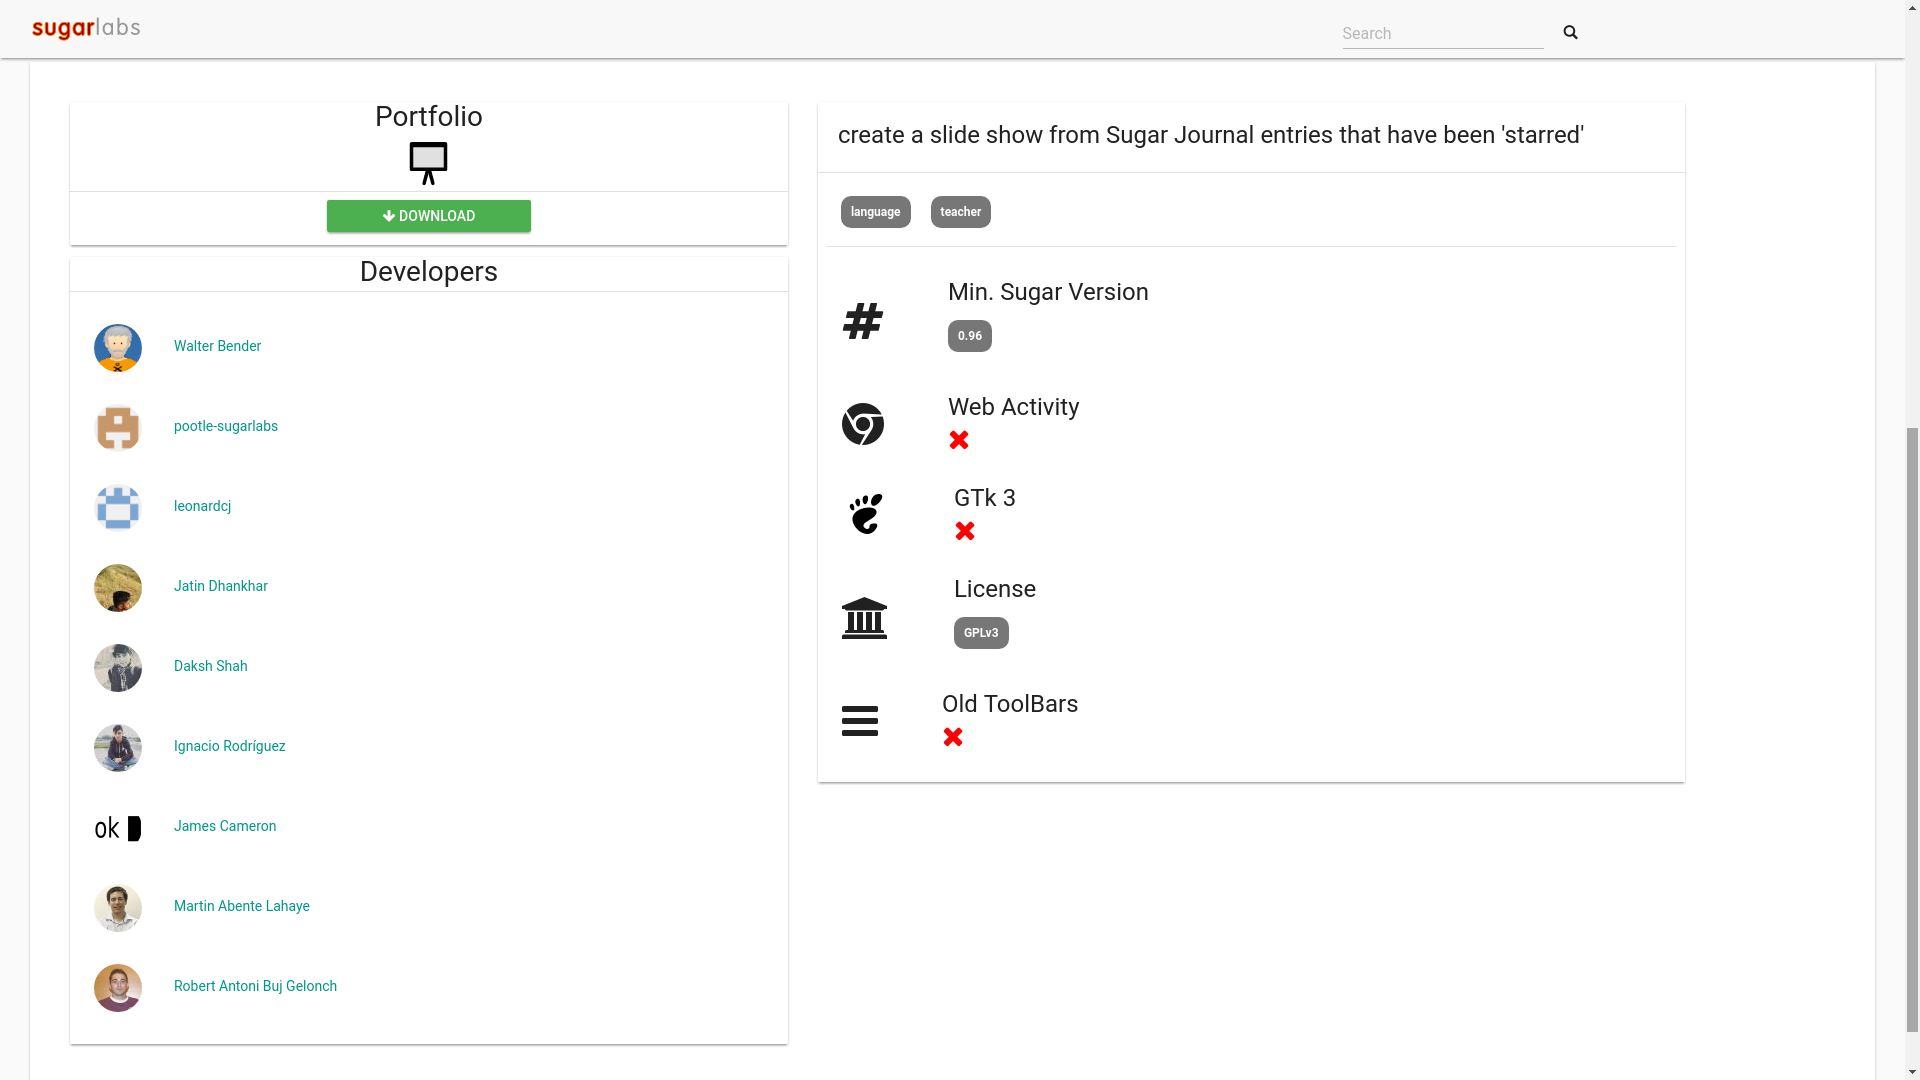 sugarlabs
Search
Portfolio
DOWNLOAD
Developers
Walter Bender
pootle-sugarlabs
leonardcj
Jatin Dhankhar
Daksh Shah
Ignacio Rodríguez
ok
James Cameron
Martin Abente Lahaye
Robert Antoni Buj Gelonch
create a slide show from Sugar Journal entries that have been 'starred'
language teacher
Min. Sugar Version
0.96
Web Activity
GTk 3
License
GPLv3
Old ToolBars